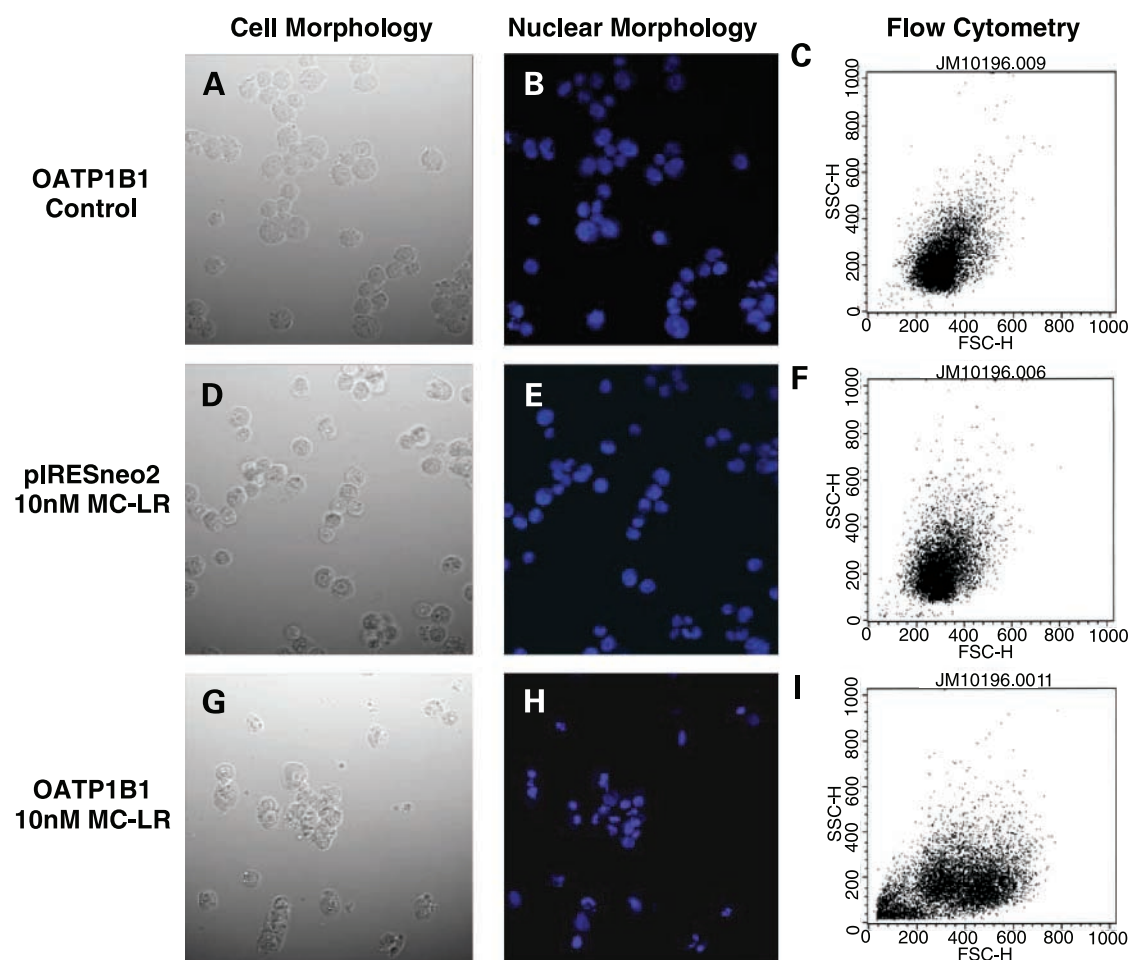 Cell Morphology
Nuclear Morphology
Flow Cytometry
OATP1B1
Control
A
B
C
JM10196.009
SSC-H
1000
800
600
400
200
0
0 200 400 600 800 1000
FSC-H
pIRESneo2
10nM MC-LR
D
E
F
JM10196.006
SSC-H
1000
800
600
400
200
0
0 200 400 600 800 1000
FSC-H
OATP1B1
10nM MC-LR
G
H
I
JM10196.0011
SSC-H
1000
800
600
400
200
0
0 200 400 600 800 1000
FSC-H